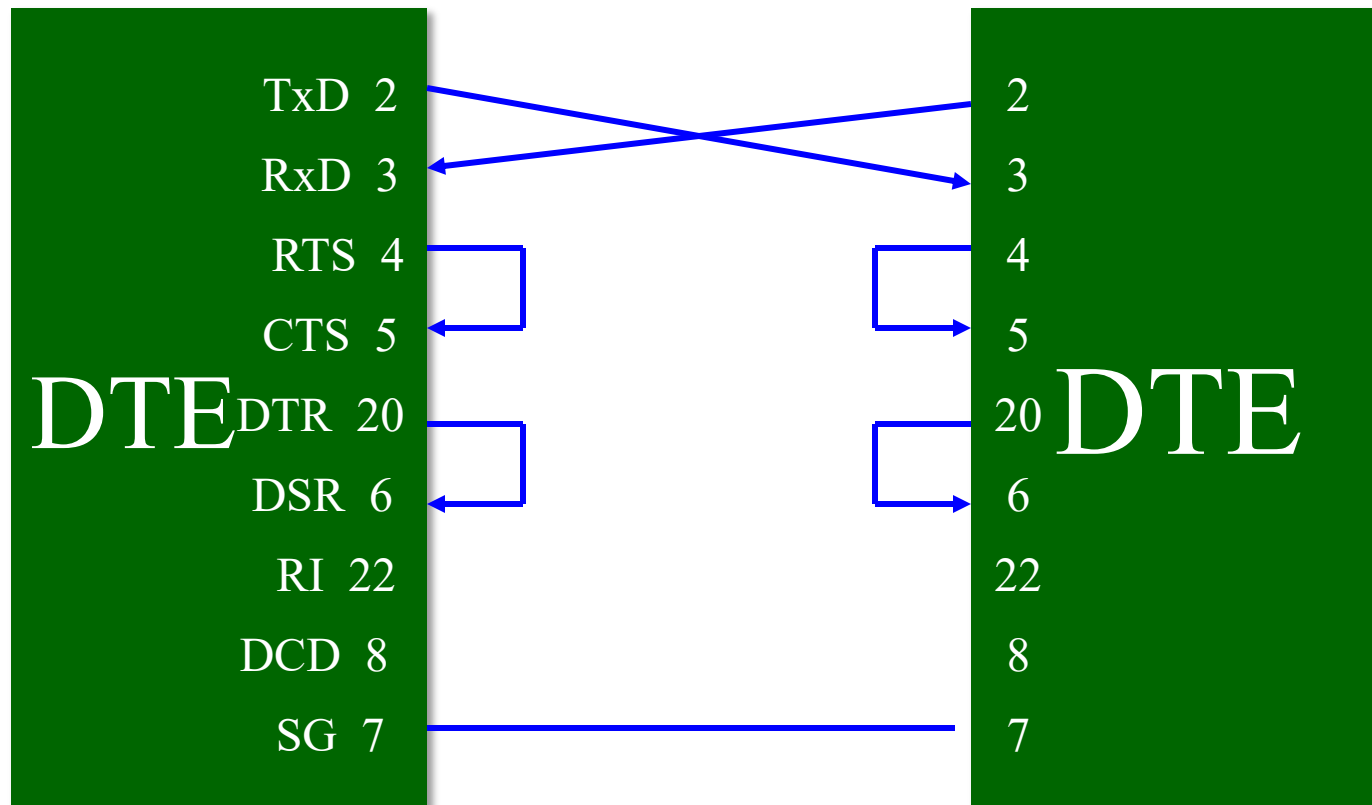 TxD 2
2
RxD 3
3
RTS 4
4
CTS 5
5
DTE
DTR 20
20
DTE
DSR 6
6
RI 22
22
DCD 8
8
SG 7
7